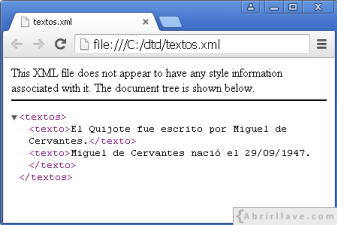 textos.xml
file:///C:/dtd/textos.xml
This XML file does not appear to have any style information
associated with it. The document tree is shown below.
▼<textos>
<texto>El Quijote fue escrito por Miguel de
Cervantes.</texto>
<texto>Miguel de Cervantes nació el 29/09/1947.
</texto>
</textos>
{Abrirllave.com